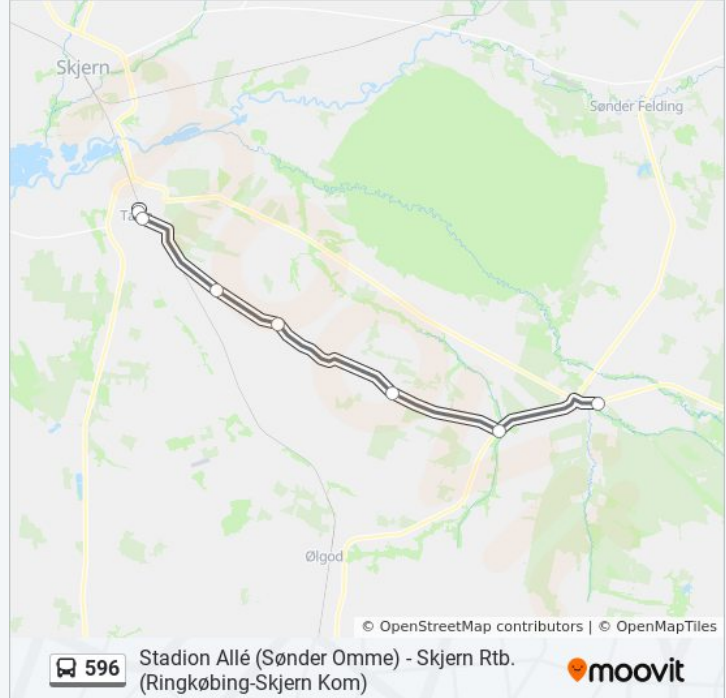 Skjern
Sønder Felding
Ølgod
© OpenStreetMap contributors | © OpenMapTiles
596
Stadion Allé (Sønder Omme) - Skjern Rtb.
(Ringkøbing-Skjern Kom)
moovit